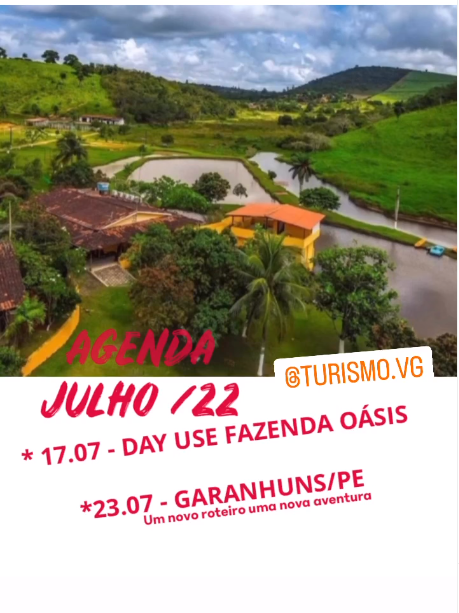 AGENDA
@TURISMO.VG
JULHO /22
* 17.07 - DAY USE FAZENDA OÁSIS
*23.07 - GARANHUNS/PE
Um novo roteiro uma nova aventura